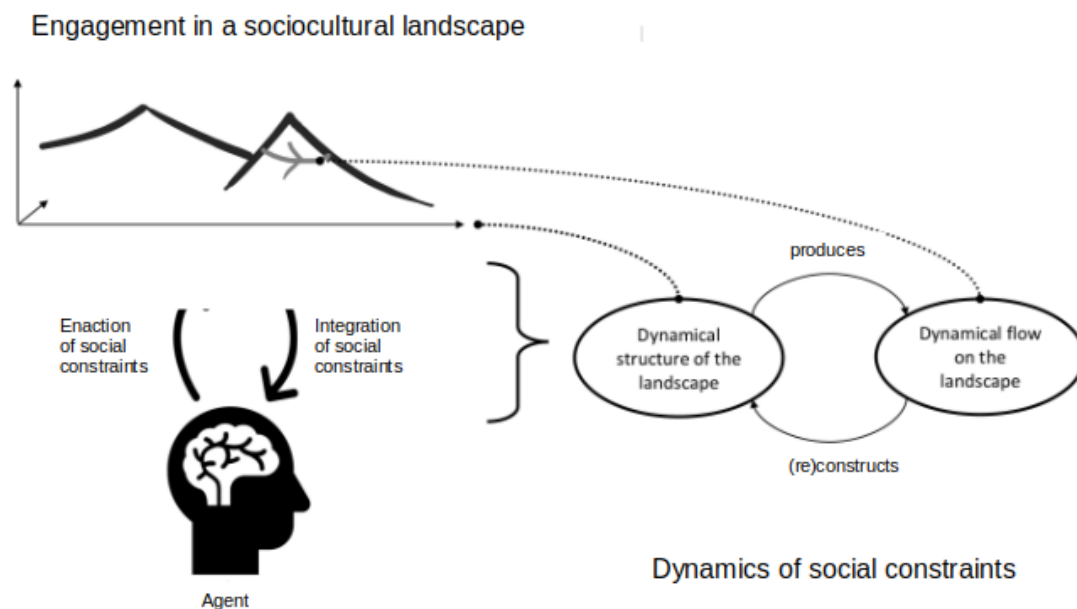 Engagement in a sociocultural landscape
produces
Enaction
of social
constraints
Integration
of social
constraints
Dynamical
structure of the
landscape
Dynamical flow
on the
landscape
(re)constructs
Agent
Dynamics of social constraints